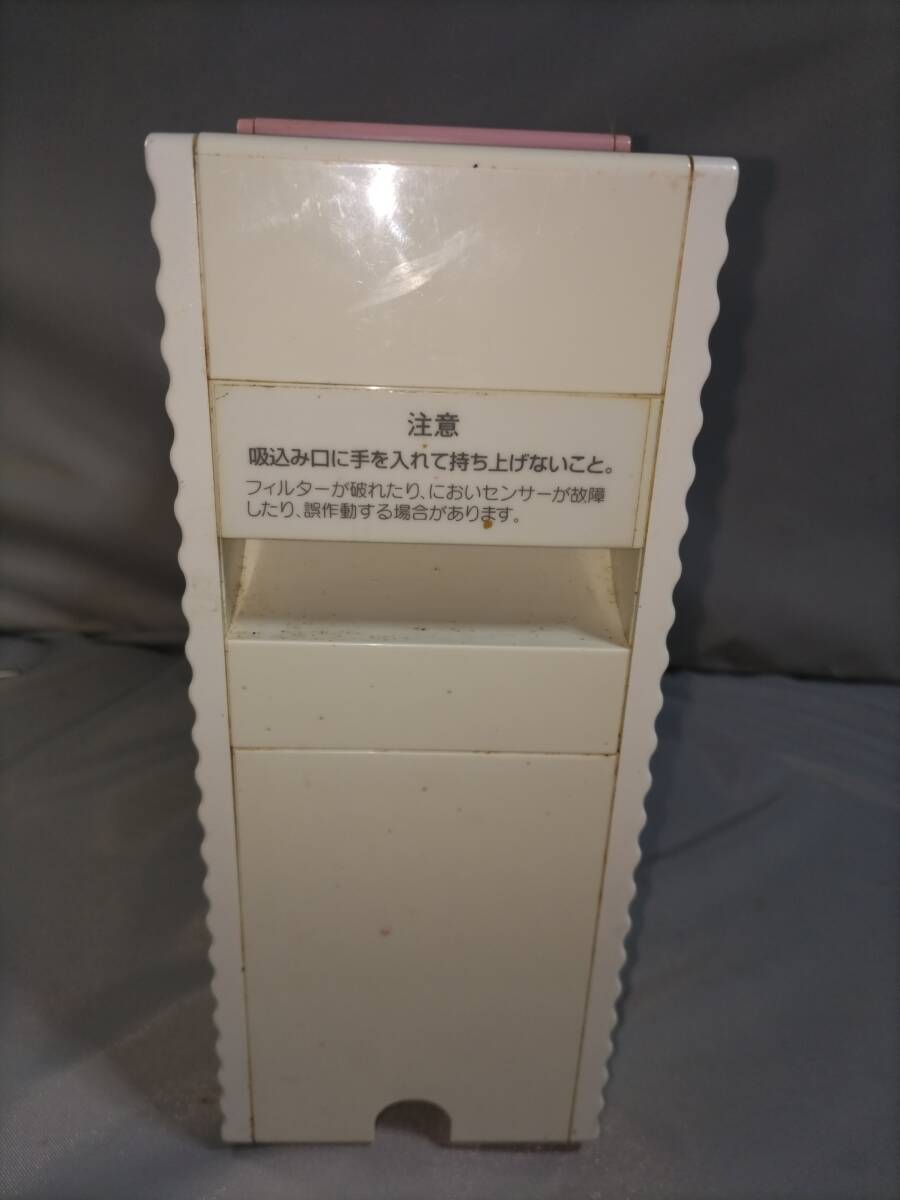 注意
吸込み口に手を入れて持ち上げないこと。
フィルターが破れたり、においセンサーが故障
したり、誤作動する場合があります。